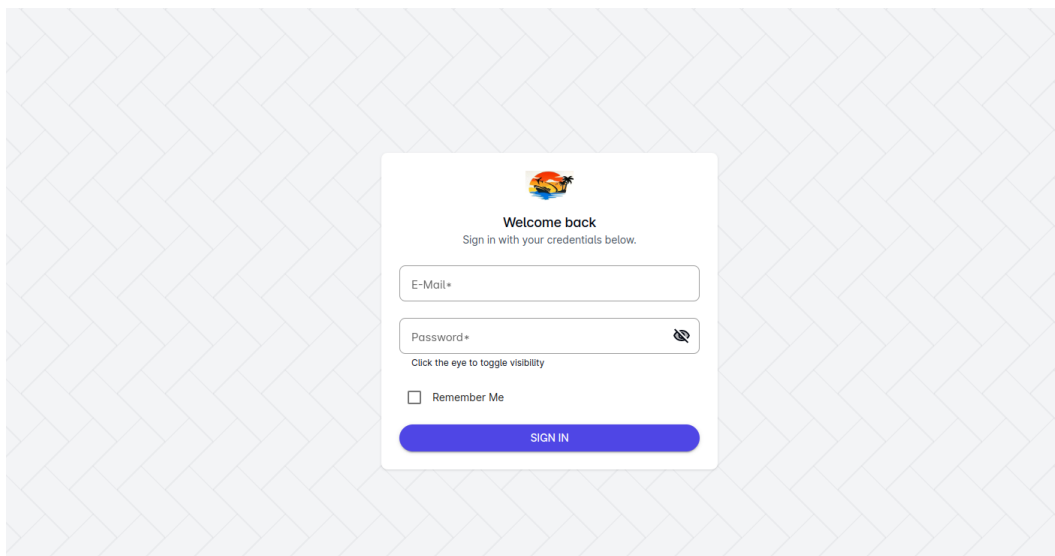 Welcome back
Sign in with your credentials below.
E-Mail*
Password*
Click the eye to toggle visibility
Remember Me
SIGN IN